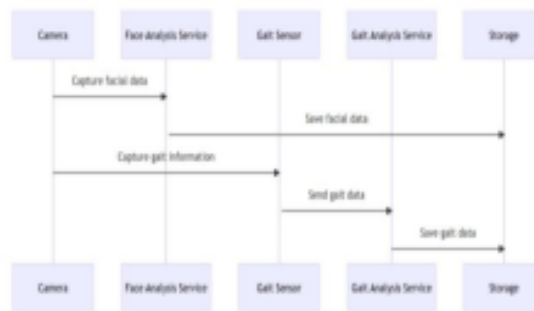 Camera
Face Analysis Service
Gait Sensor
Gait Analysis Service
Storage
Capture facial data
Save facial data
Capture gait information
Send gait data
Save gait data
Camera
Face Analysis Service
Gait Sensor
Gait Analysis Service
Storage